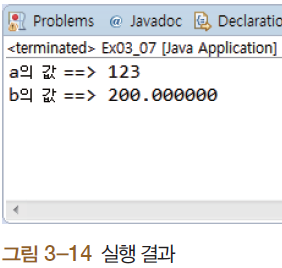 Problems @ Javadoc Declaratio
<terminated> Ex03_07 [Java Application]
a의 값 ==> 123
b의 값 ==> 200.000000
그림 3-14 실행 결과